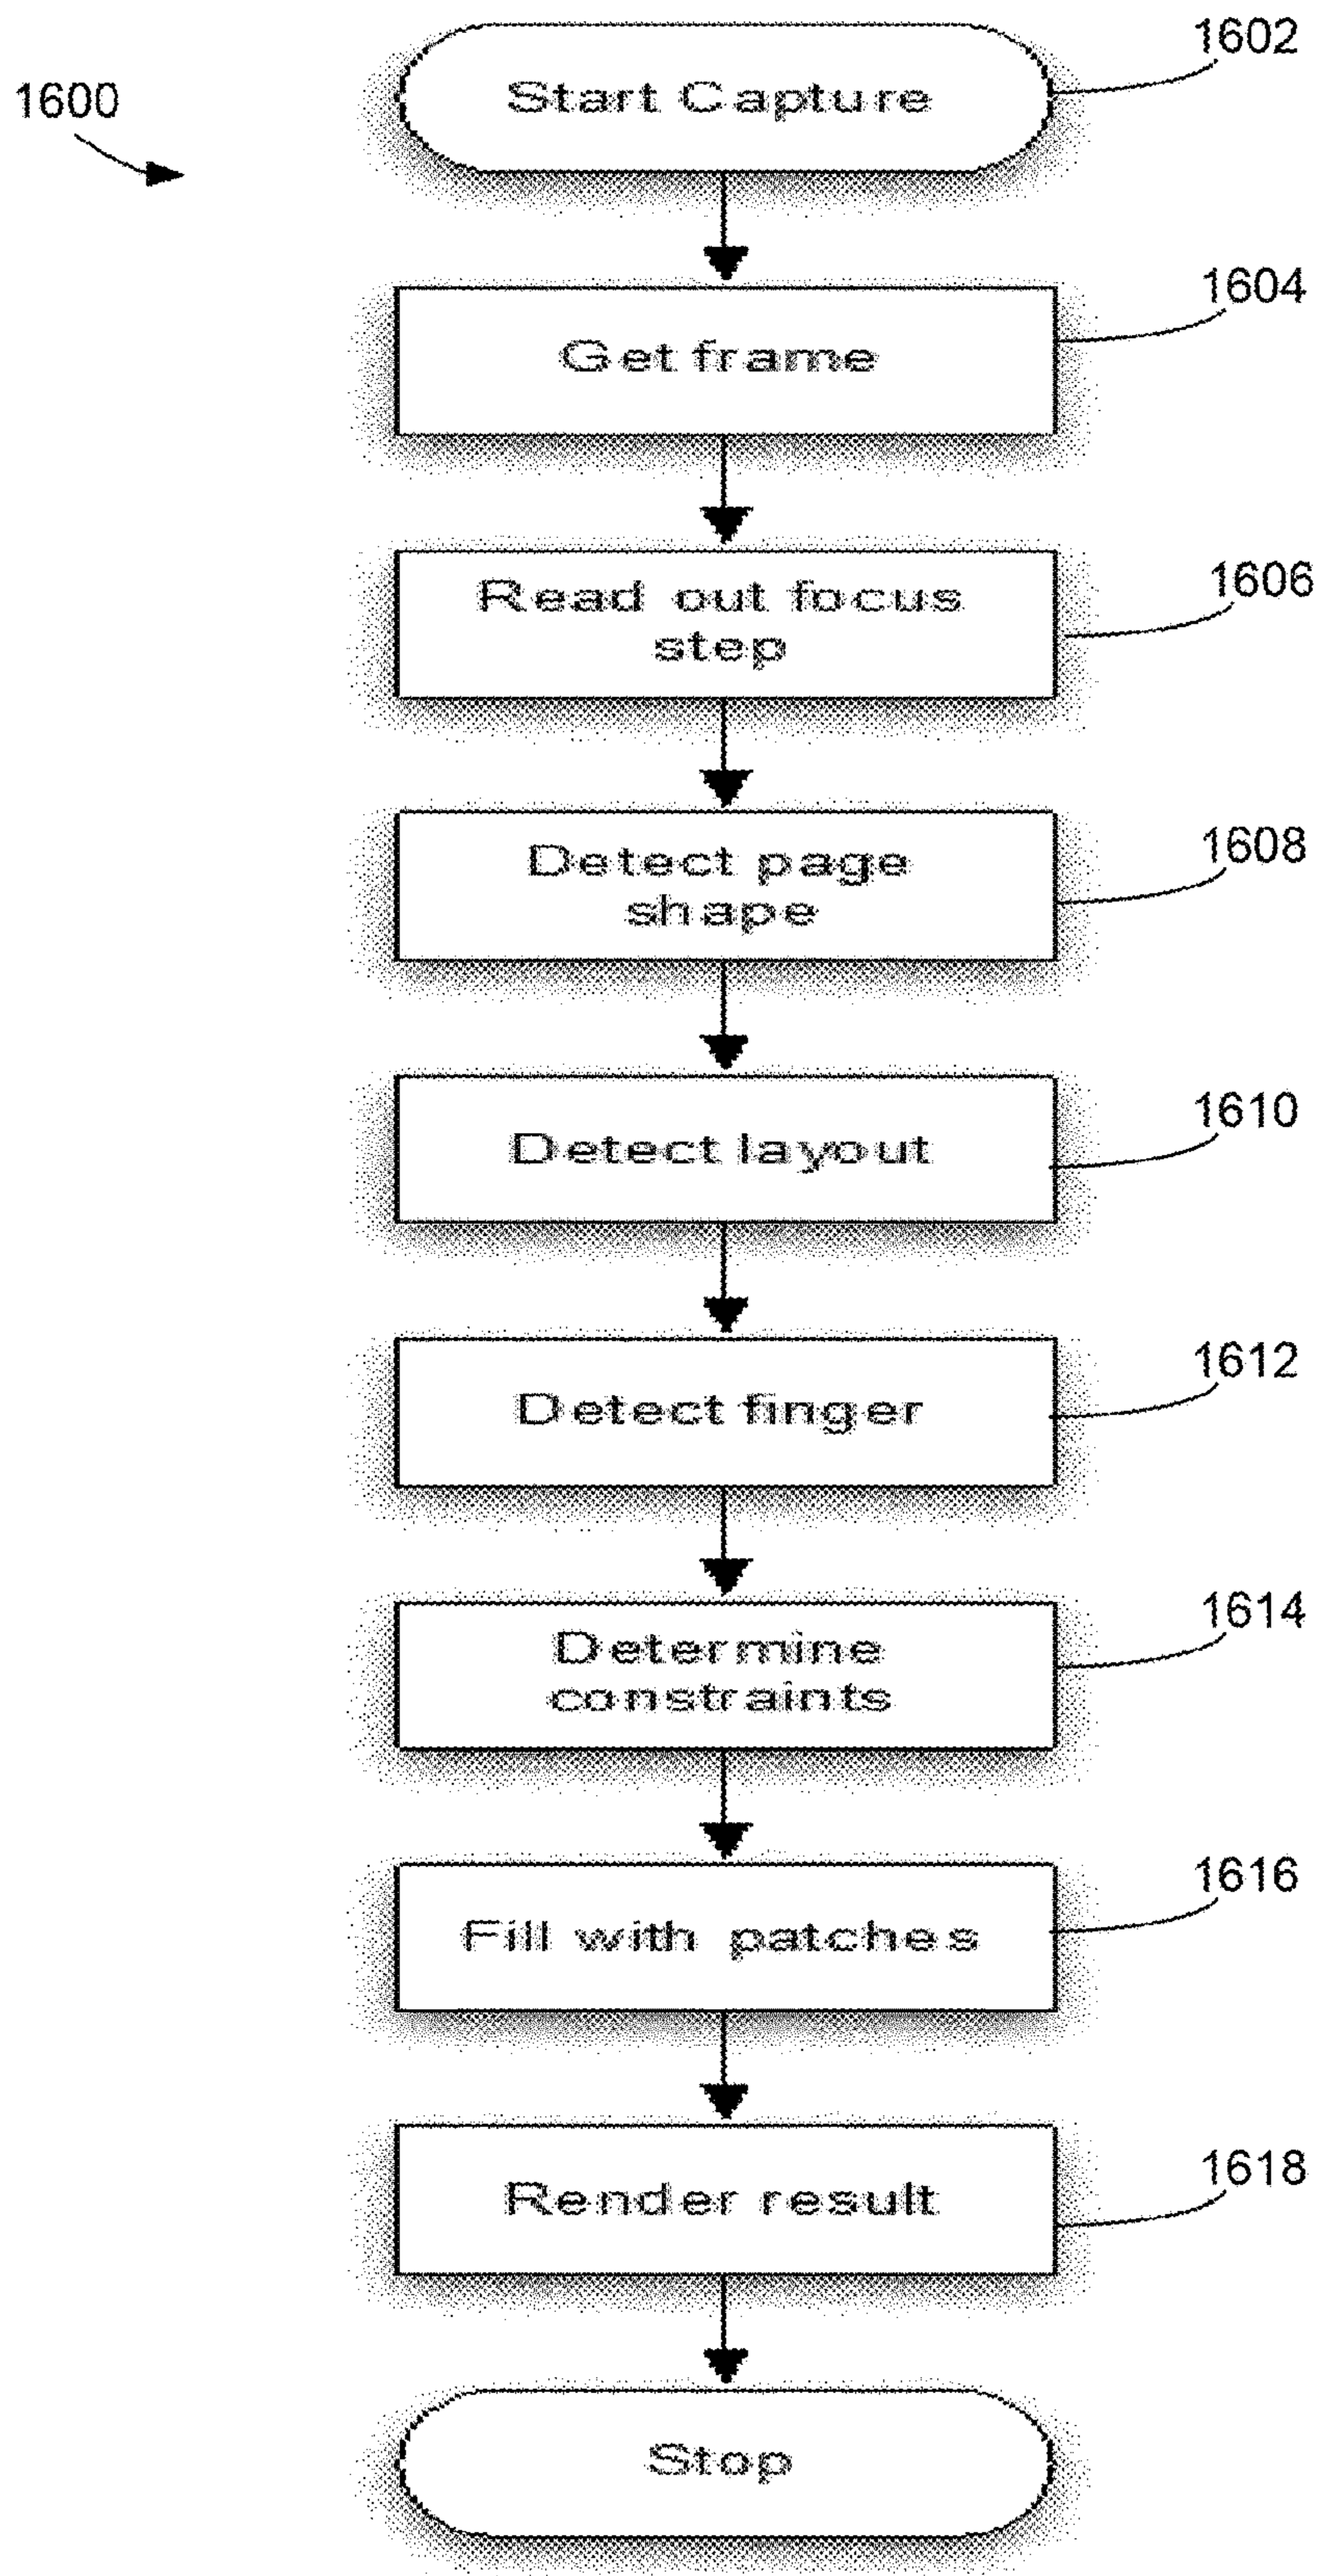 1602
1600
Start Capture
1604
Get frame
1606
Read out focus
step
1608
Detect page
shape
1610
Detect layout
1612
Detect finger
1614
Determine
constraints
1616
Fill with patches
1618
Render result
Stop